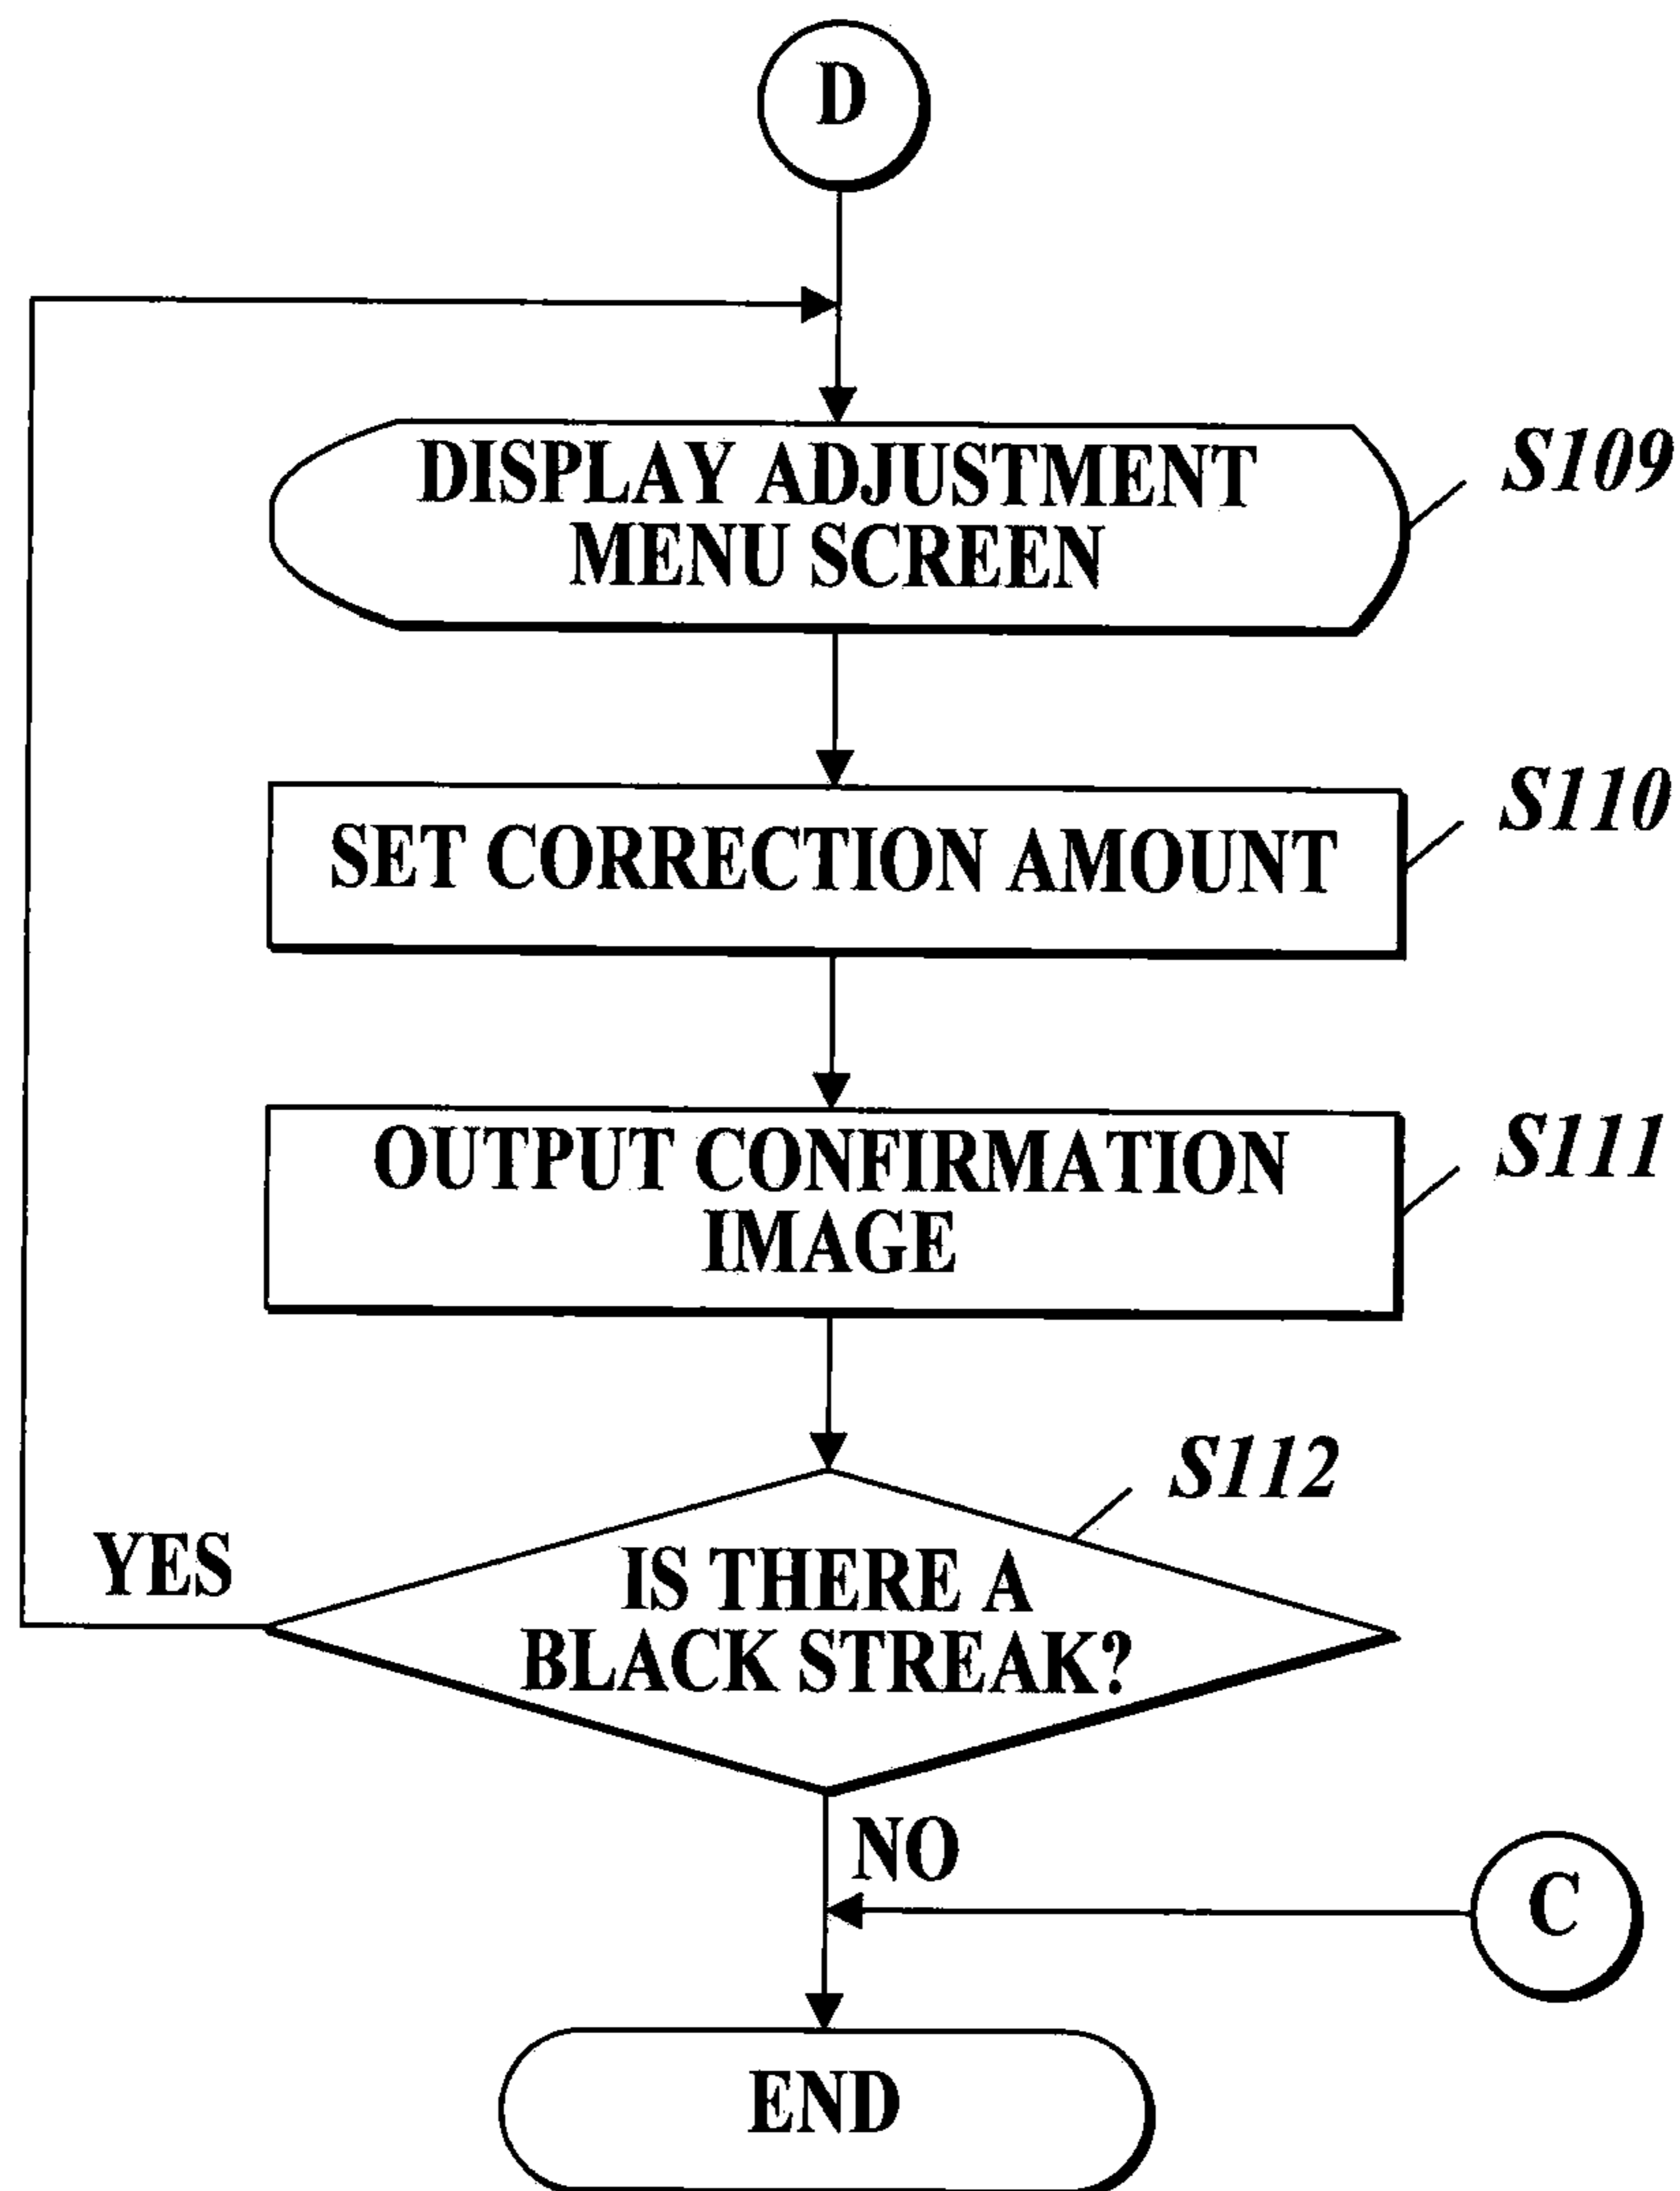 D
DISPLAY ADJUSTMENT
MENU SCREEN
S109
SET CORRECTION AMOUNT
S110
OUTPUT CONFIRMATION
IMAGE
S111
S112
IS THERE A
BLACK STREAK?
YES
NO
C
END